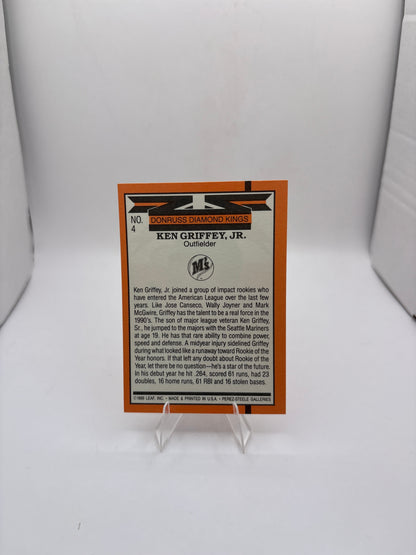 NO.
4
DONRUSS DIAMOND KINGS
KEN GRIFFEY, JR.
Outfielder
M's
Ken Griffey, Jr. joined a group of impact rookies who
have entered the American League over the last few
years. Like Jose Canseco, Wally Joyner and Mark
McGwire, Griffey has the talent to be a real force in the
1990's. The son of major league veteran Ken Griffey,
Sr., he jumped to the majors with the Seattle Mariners
at age 19. He has that rare ability to combine power,
speed and defense. A midyear injury sidelined Griffey
during what looked like a runaway toward Rookie of the
Year honors. If that left any doubt about Rookie of the
Year, let there be no question—he's a star of the future.
In his debut year he hit .264, scored 61 runs, had 23
doubles, 16 home runs, 61 RBI and 16 stolen bases.
©1989 LEAF, INC. • MADE & PRINTED IN U.S.A. • PEREZ-STEELE GALLERIES